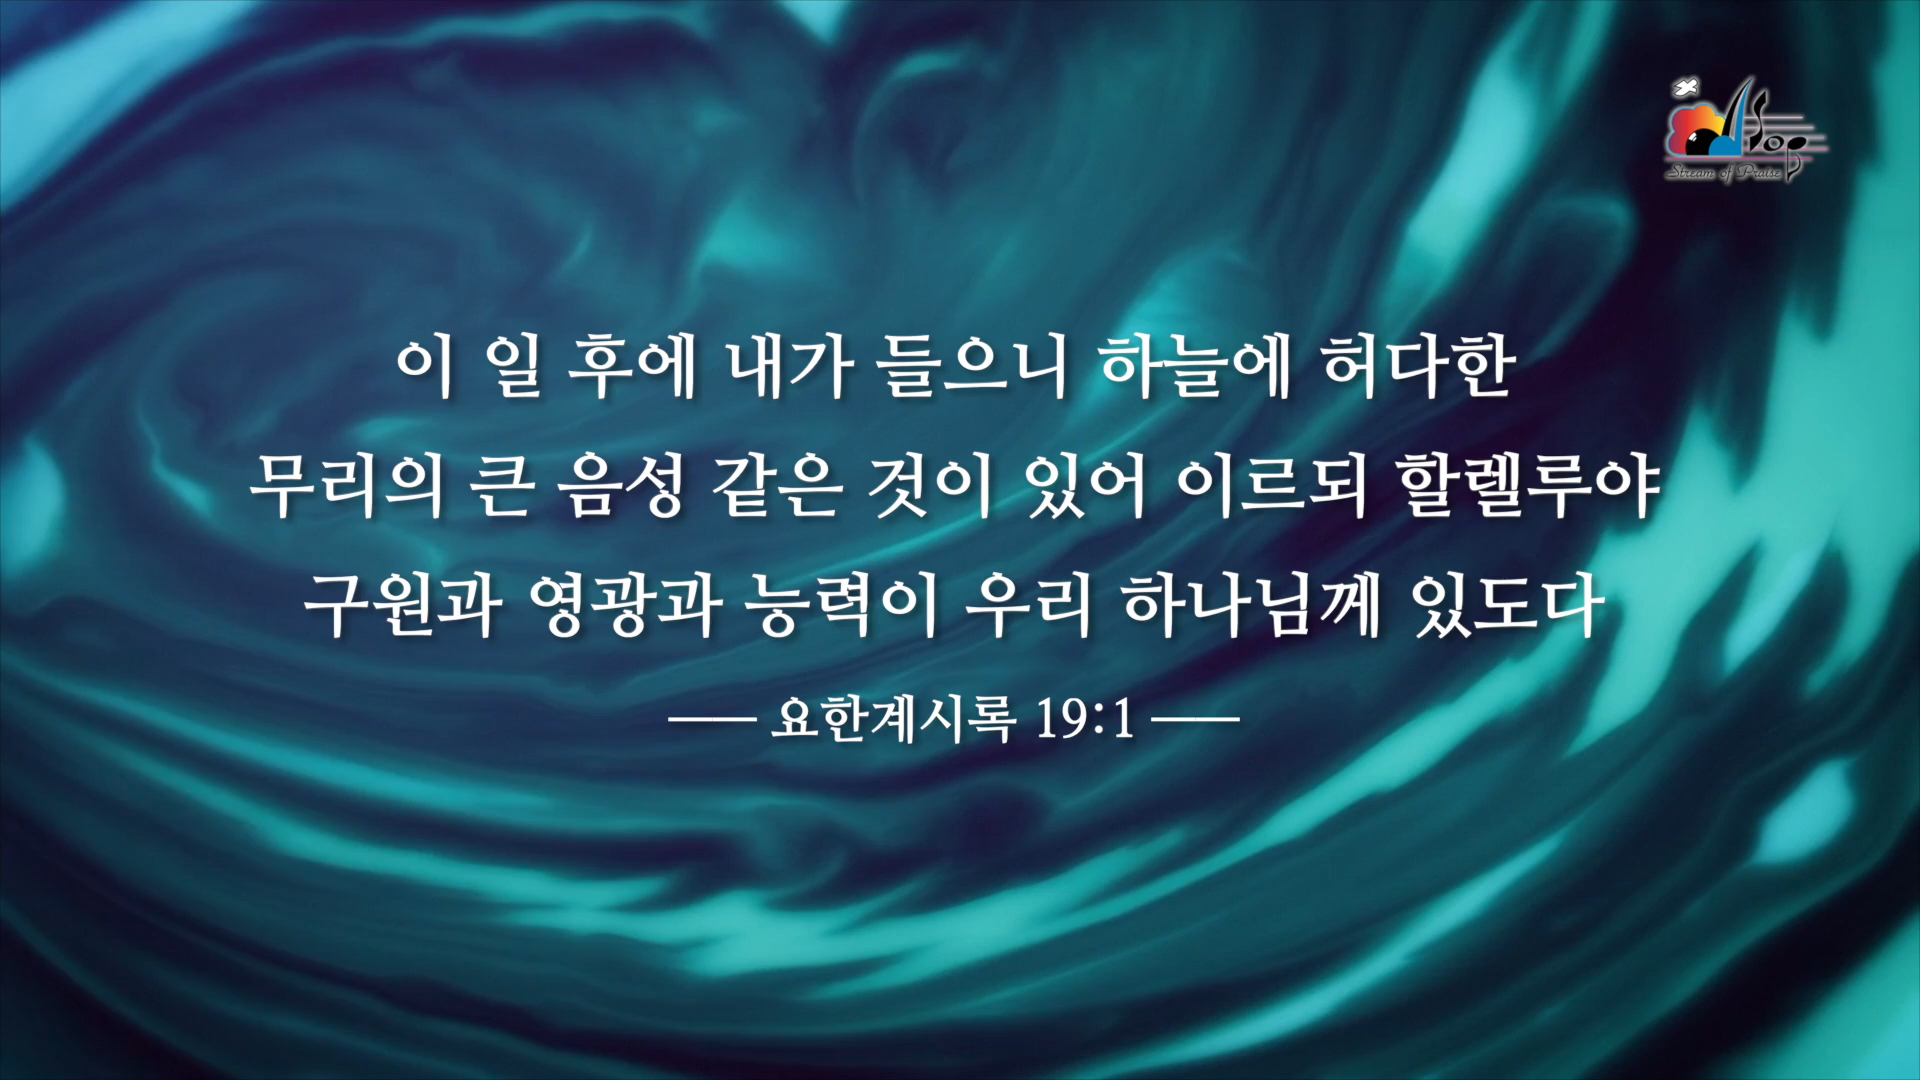 SOP
Stream of Praise
이 일 후에 내가 들으니 하늘에 허다한
무리의 큰 음성 같은 것이 있어 이르되 할렐루야
구원과 영광과 능력이 우리 하나님께 있도다
—— 요한계시록 19:1 ——